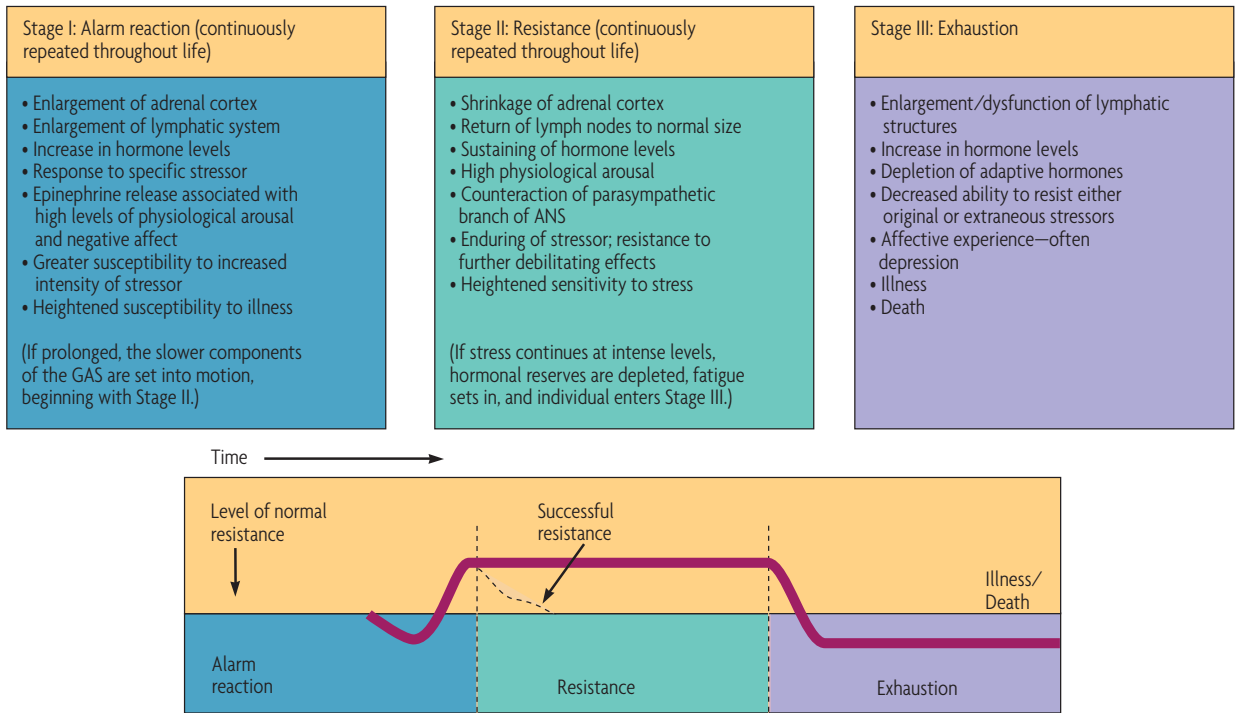 Stage I: Alarm reaction (continuously
repeated throughout life)
• Enlargement of adrenal cortex
• Enlargement of lymphatic system
• Increase in hormone levels
• Response to specific stressor
• Epinephrine release associated with
high levels of physiological arousal
and negative affect
• Greater susceptibility to increased
intensity of stressor
• Heightened susceptibility to illness
(If prolonged, the slower components
of the GAS are set into motion,
beginning with Stage II.)
Stage II: Resistance (continuously
repeated throughout life)
• Shrinkage of adrenal cortex
• Return of lymph nodes to normal size
• Sustaining of hormone levels
• High physiological arousal
• Counteraction of parasympathetic
branch of ANS
• Enduring of stressor; resistance to
further debilitating effects
• Heightened sensitivity to stress
(If stress continues at intense levels,
hormonal reserves are depleted, fatigue
sets in, and individual enters Stage III.)
Stage III: Exhaustion
• Enlargement/dysfunction of lymphatic
structures
• Increase in hormone levels
• Depletion of adaptive hormones
• Decreased ability to resist either
original or extraneous stressors
• Affective experience—often
depression
• Illness
• Death
Time
Level of normal
resistance
Successful
resistance
Illness/
Death
Alarm
reaction
Resistance
Exhaustion